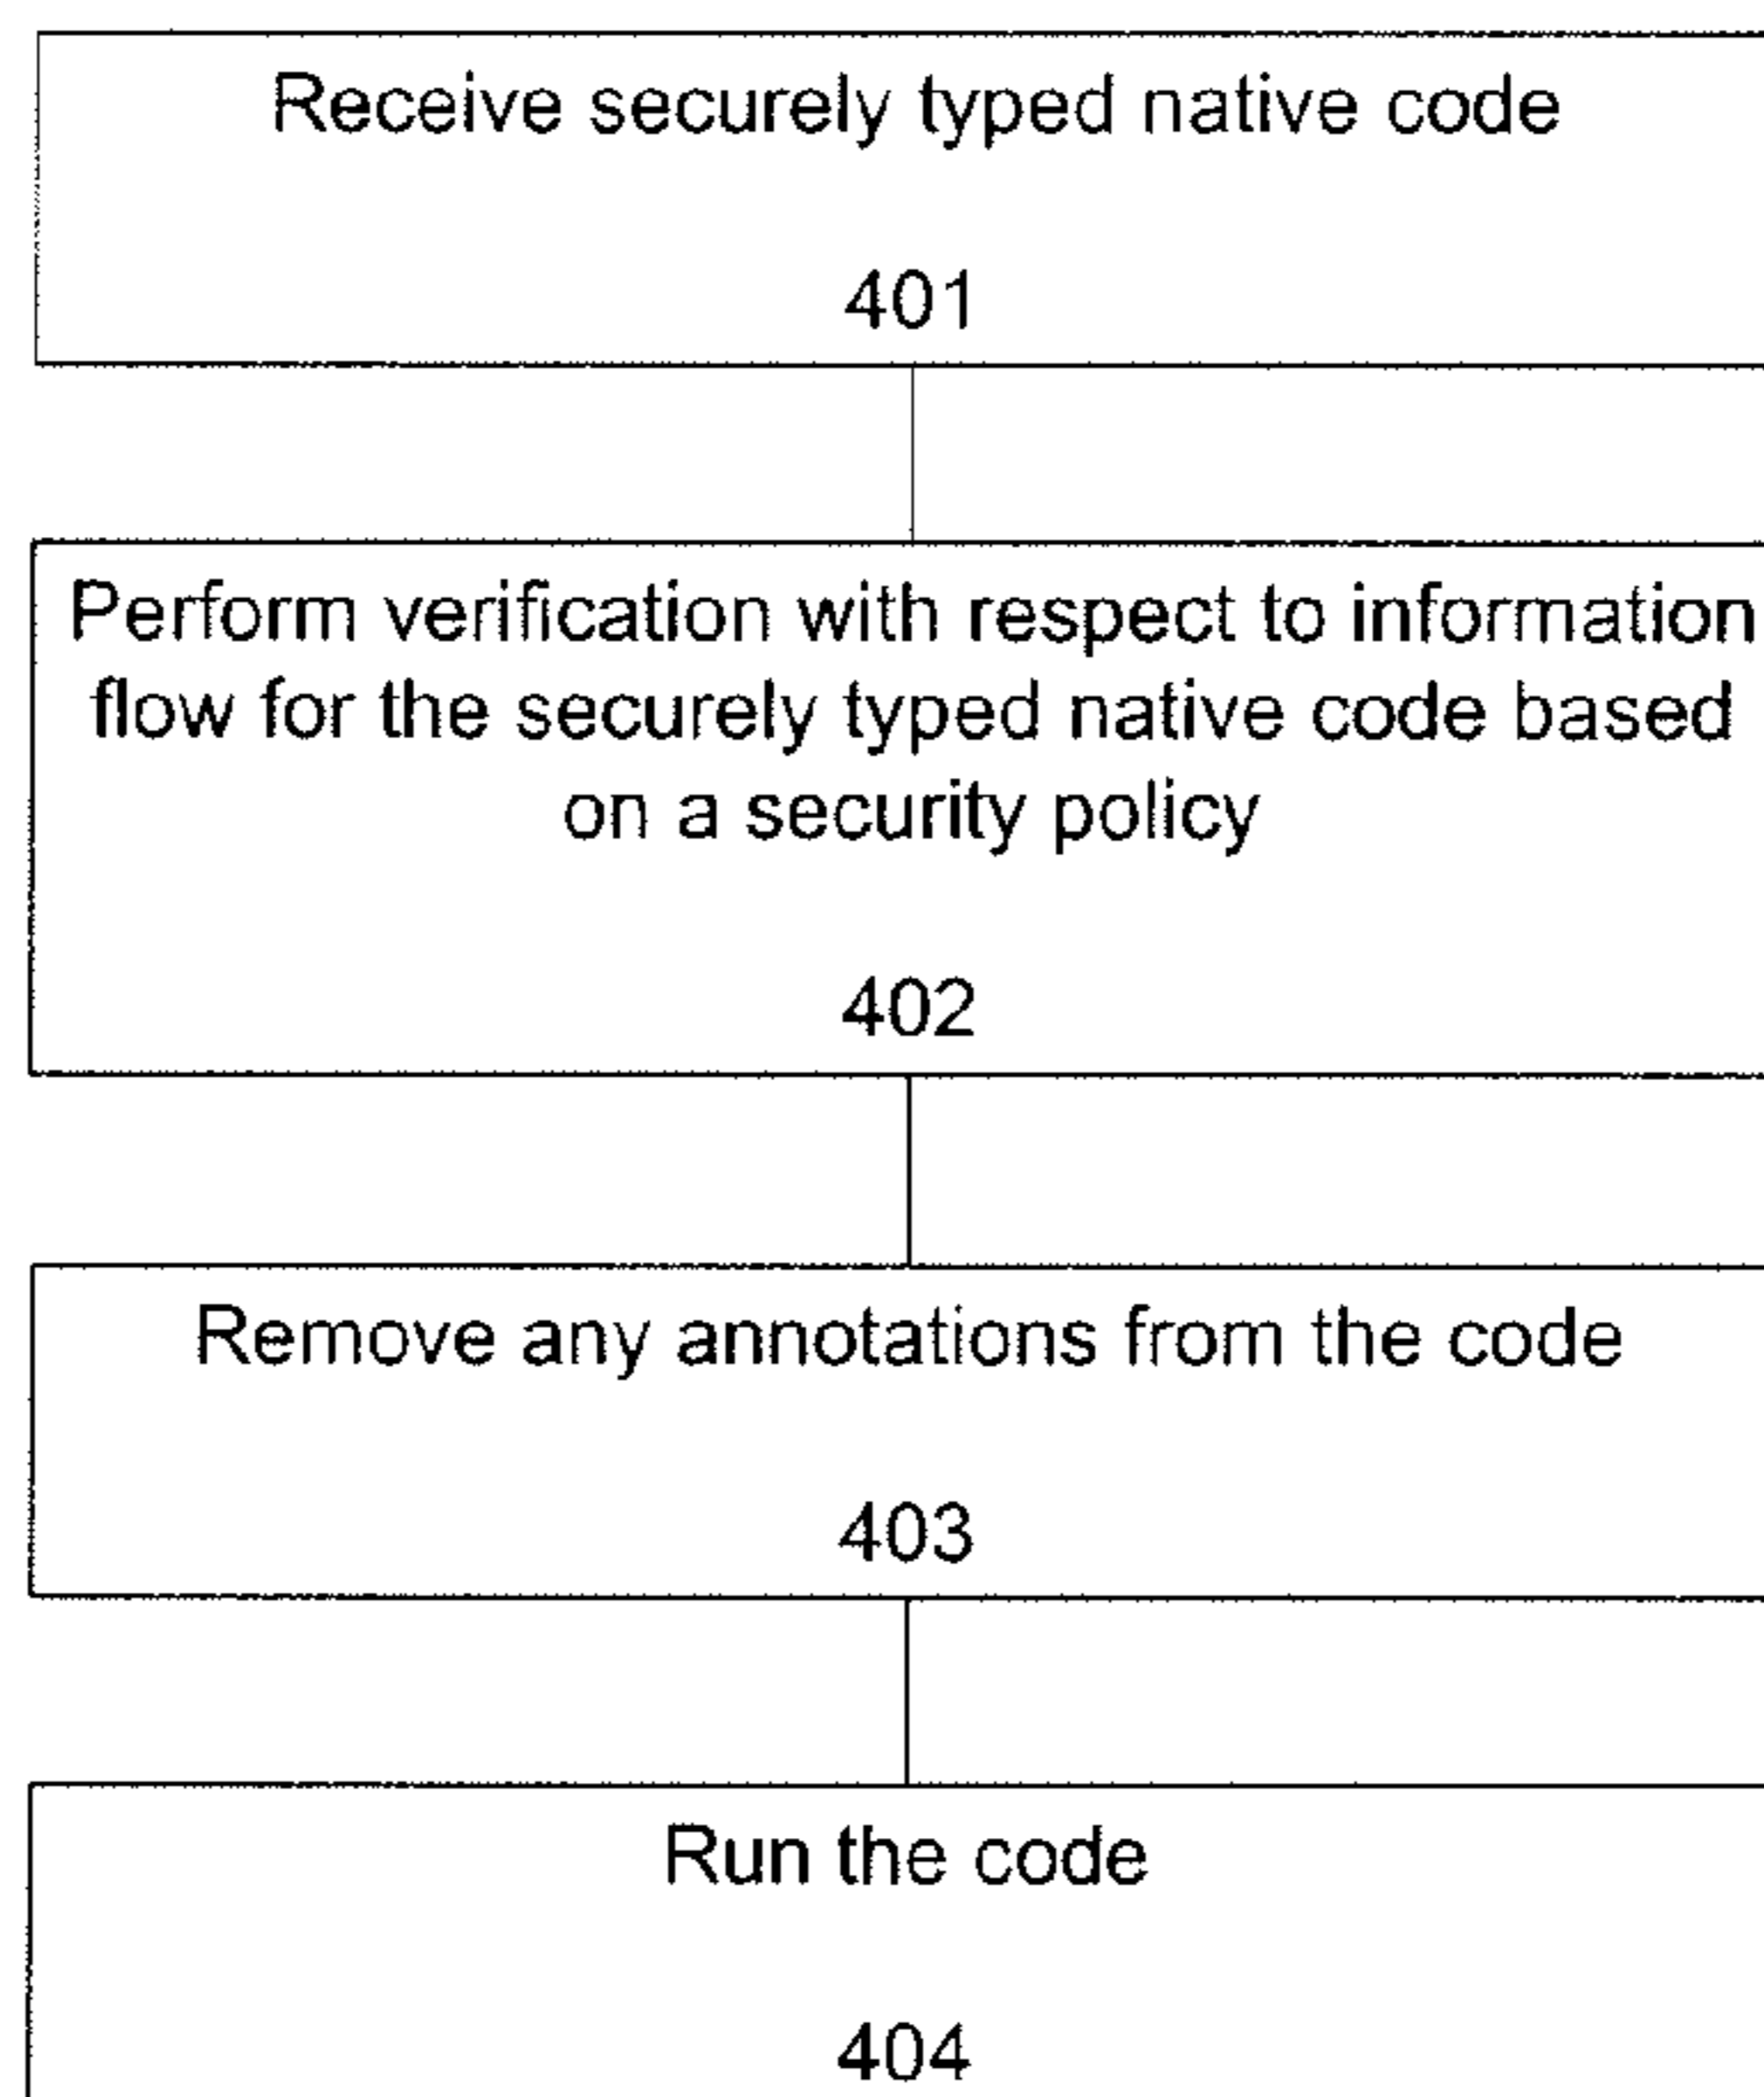 Receive securely typed native code
401
Perform verification with respect to information
flow for the securely typed native code based
on a security policy
402
Remove any annotations from the code
403
Run the code
404